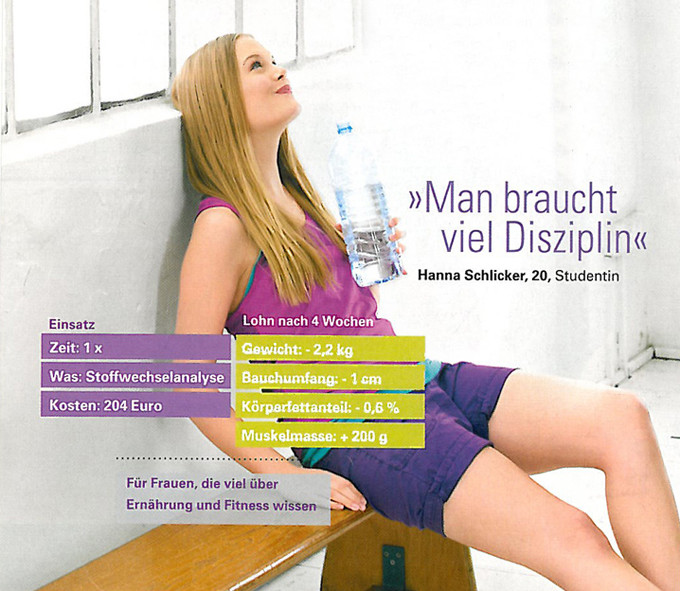 »Man braucht
viel Disziplin«
Hanna Schlicker, 20, Studentin
Einsatz
Zeit: 1 x
Was: Stoffwechselanalyse
Kosten: 204 Euro
Lohn nach 4 Wochen
Gewicht: - 2,2 kg
Bauchumfang: - 1 cm
Körperfettanteil: - 0,6 %
Muskelmasse: + 200 g
Für Frauen, die viel über
Ernährung und Fitness wissen